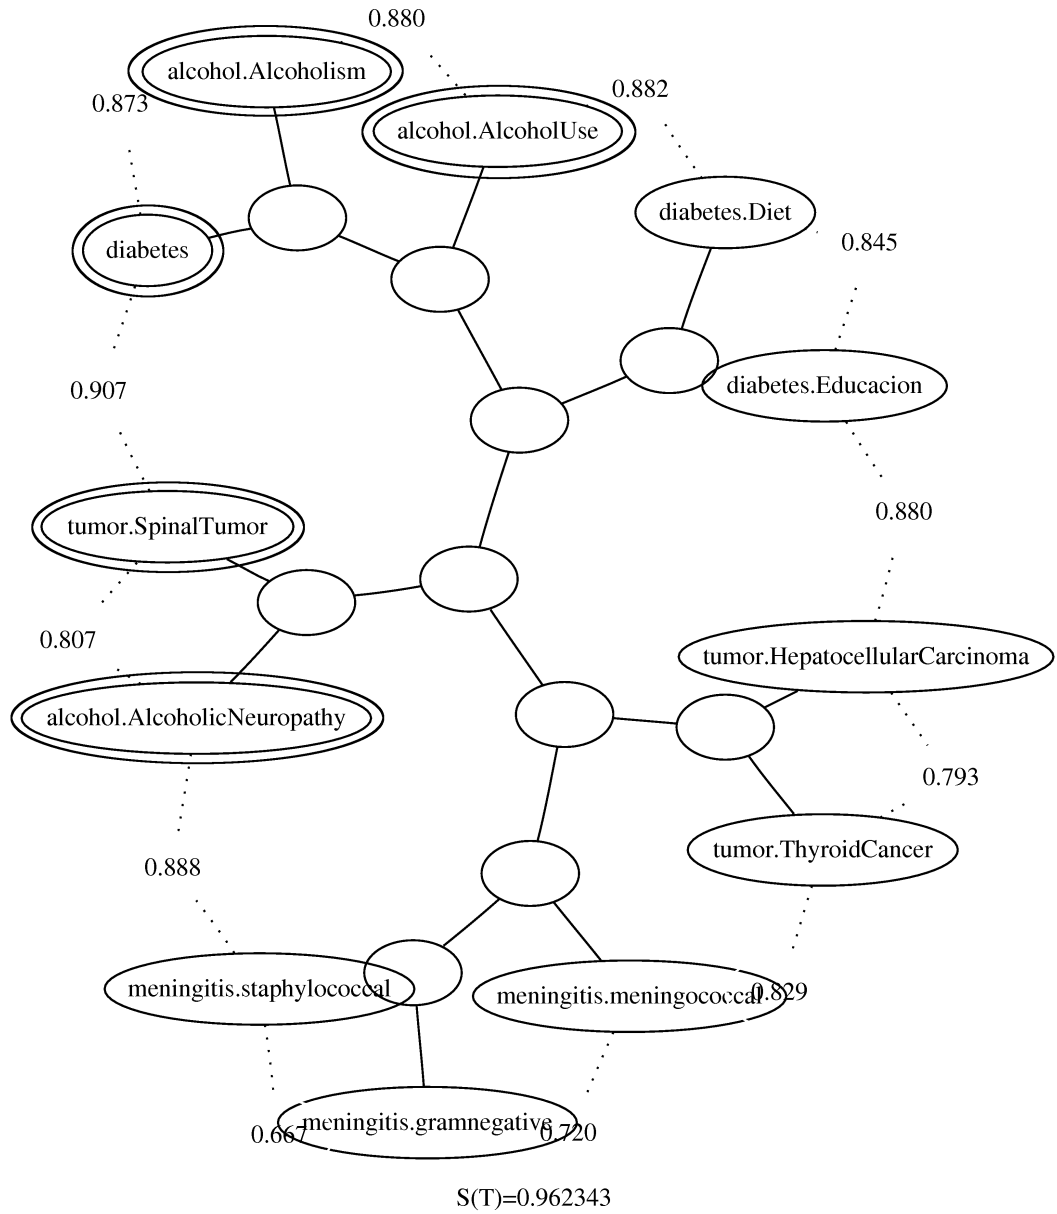 0.880
alcohol.Alcoholism
0.882
0.873
alcohol.AlcoholUse
diabetes.Diet
0.845
diabetes
diabetes.Educacion
0.907
0.880
tumor.SpinalTumor
0.807
tumor.HepatocellularCarcinoma
alcohol.AlcoholicNeuropathy
0.793
tumor.ThyroidCancer
0.888
meningitis.staphylococcal
meningitis.meningococcal
0.829
meningitis.gramnegative
0.667
0.720
S(T)=0.962343